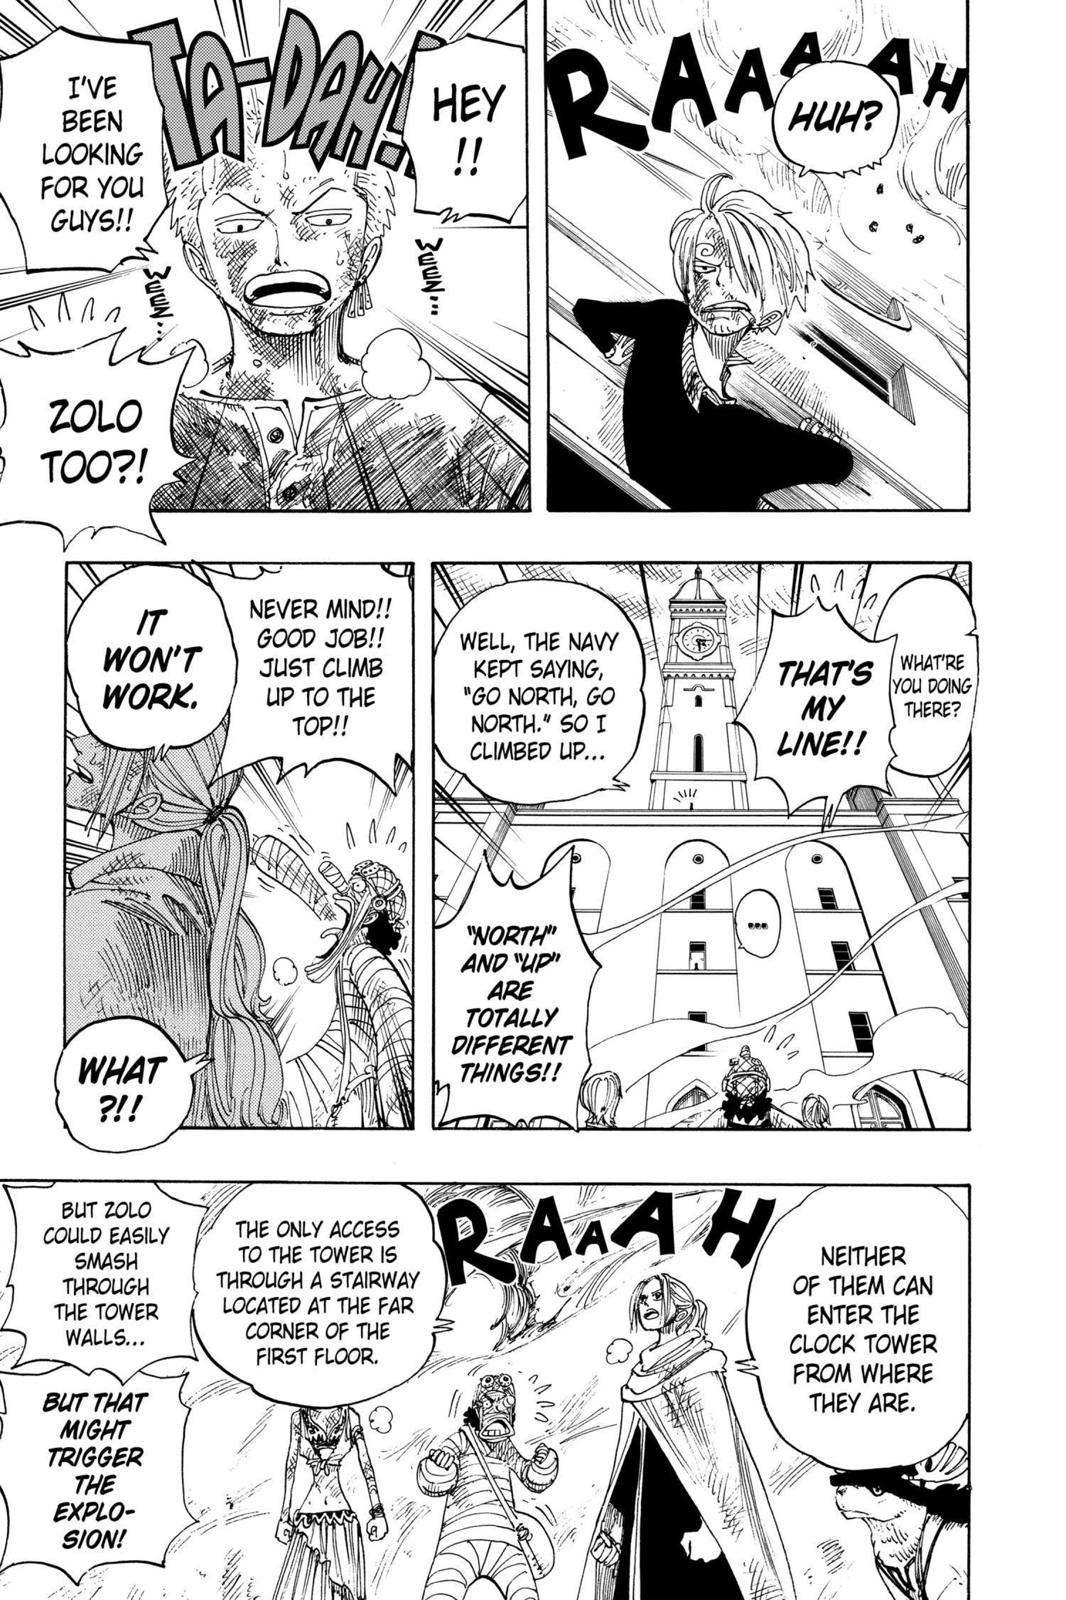 RAAAAH
HUH?
HEY
!!
TA-DAH!!
I'VE
BEEN
LOOKING
FOR YOU
GUYS!!
WEEZ...
WEEZ...
ZOLO
TOO?!
WHAT'RE
YOU DOING
THERE?
THAT'S
MY
LINE!!
WELL, THE NAVY
KEPT SAYING,
"GO NORTH, GO
NORTH." SO I
CLIMBED UP...
...
"NORTH"
AND "UP"
ARE
TOTALLY
DIFFERENT
THINGS!!
NEVER MIND!!
GOOD JOB!!
JUST CLIMB
UP TO THE
TOP!!
IT
WON'T
WORK.
WHAT
?!!
RAAAH
NEITHER
OF THEM CAN
ENTER THE
CLOCK TOWER
FROM WHERE
THEY ARE.
THE ONLY ACCESS
TO THE TOWER IS
THROUGH A STAIRWAY
LOCATED AT THE FAR
CORNER OF THE
FIRST FLOOR.
BUT ZOLO
COULD EASILY
SMASH
THROUGH
THE TOWER
WALLS...
BUT THAT
MIGHT
TRIGGER
THE
EXPLO-
SION!